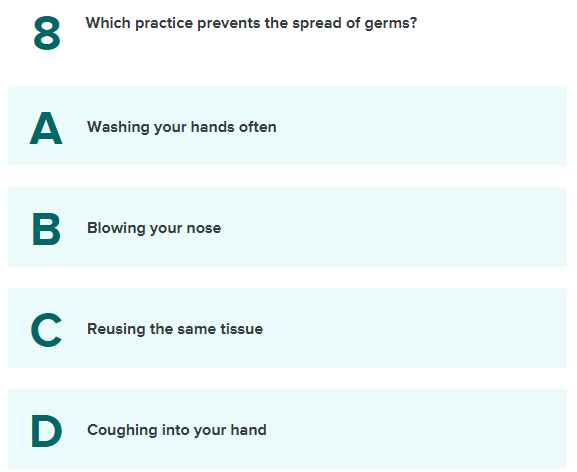 8 Which practice prevents the spread of germs?
A Washing your hands often
B Blowing your nose
C Reusing the same tissue
D Coughing into your hand